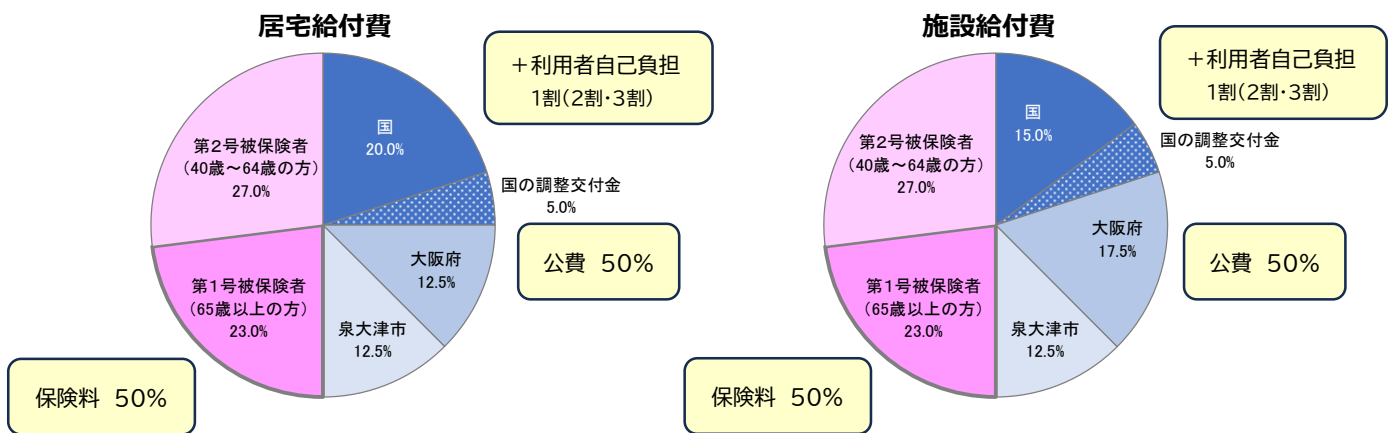 居宅給付費
＋利用者自己負担
1割(2割・3割)
国
20.0%
第２号被保険者
（40歳～64歳の方）
27.0%
国の調整交付金
5.0%
大阪府
12.5%
公費 50%
第１号被保険者
（65歳以上の方）
23.0%
泉大津市
12.5%
保険料 50%
施設給付費
＋利用者自己負担
1割(2割・3割)
国
15.0%
国の調整交付金
5.0%
第２号被保険者
（40歳～64歳の方）
27.0%
大阪府
17.5%
公費 50%
第１号被保険者
（65歳以上の方）
23.0%
泉大津市
12.5%
保険料 50%